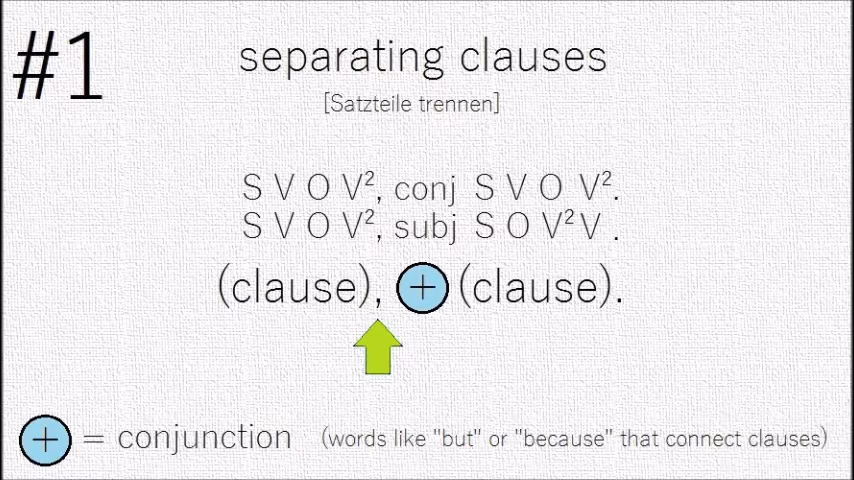 #1
separating clauses
[Satzteile trennen]
S V O V², conj S V O V².
S V O V², subj S O V² V .
(clause), + (clause).
+ = conjunction (words like "but" or "because" that connect clauses)